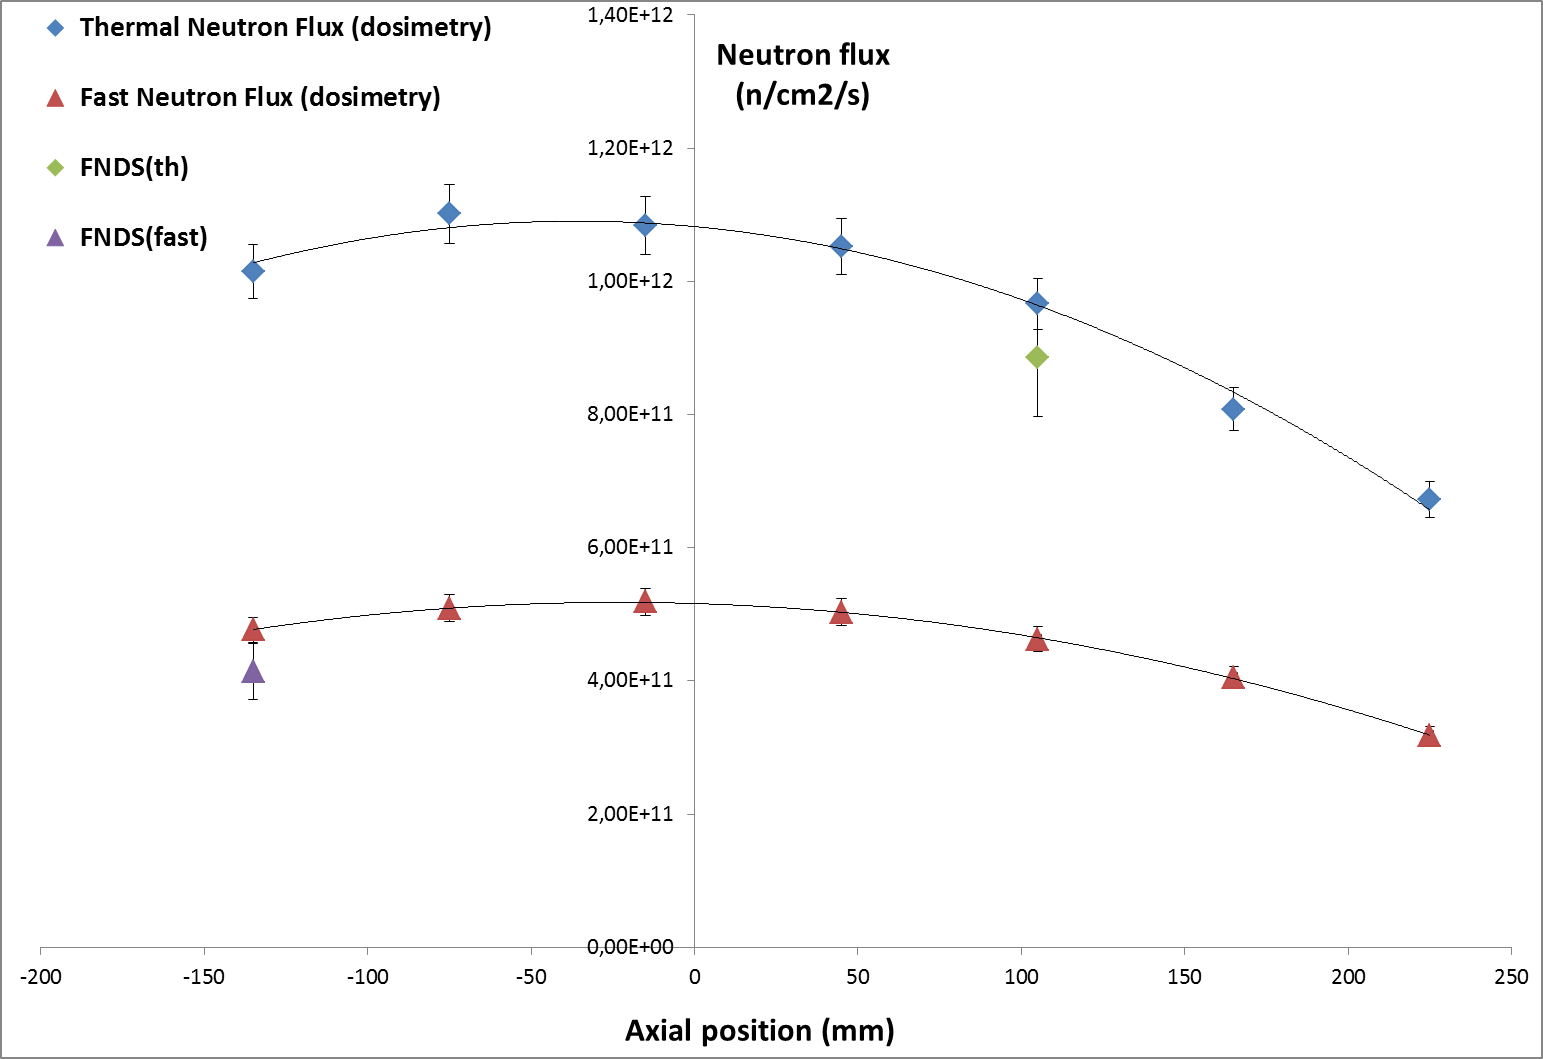 Thermal Neutron Flux (dosimetry)
Fast Neutron Flux (dosimetry)
FNDS(th)
FNDS(fast)
Neutron flux
(n/cm2/s)
1,40E+12
1,20E+12
1,00E+12
8,00E+11
6,00E+11
4,00E+11
2,00E+11
0,00E+00
-200
-150
-100
-50
0
50
100
150
200
250
Axial position (mm)